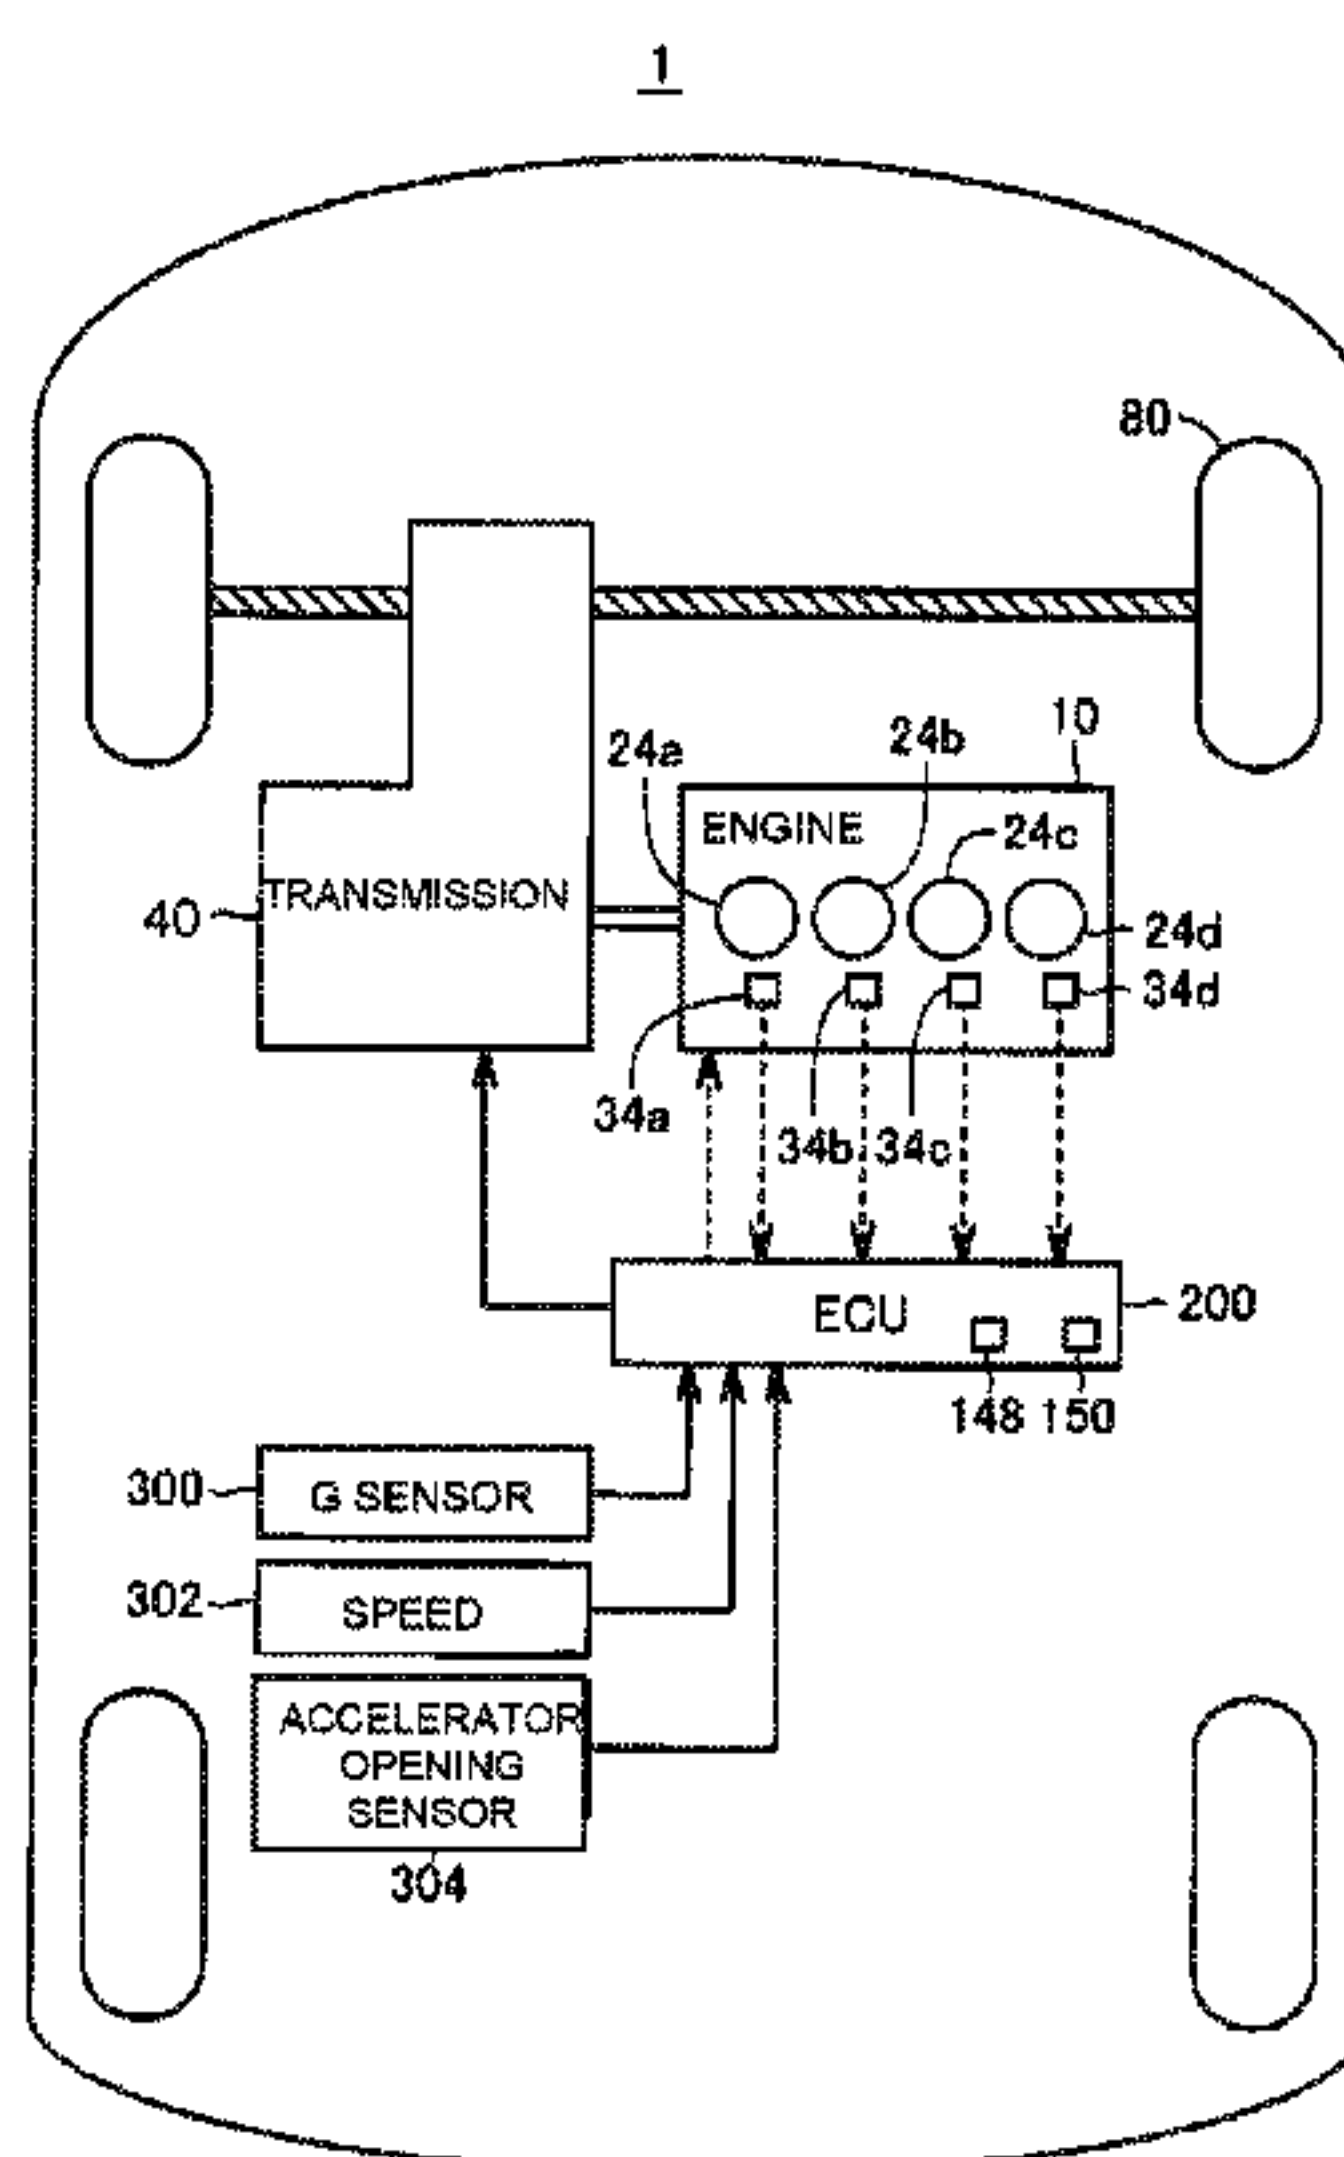 1
80
10
24a
24b
ENGINE
24c
TRANSMISSION
40
24d
34d
34a
34b
34c
ECU
200
148
150
300
G SENSOR
302
SPEED
ACCELERATOR
OPENING
SENSOR
304